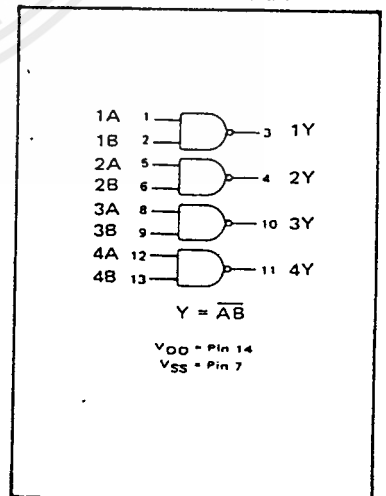 1A 1
1B 2 3 1Y
2A 5
2B 6 4 2Y
3A 8
3B 9 10 3Y
4A 12
4B 13 11 4Y
Y = \overline{AB}
VDD = Pin 14
VSS = Pin 7